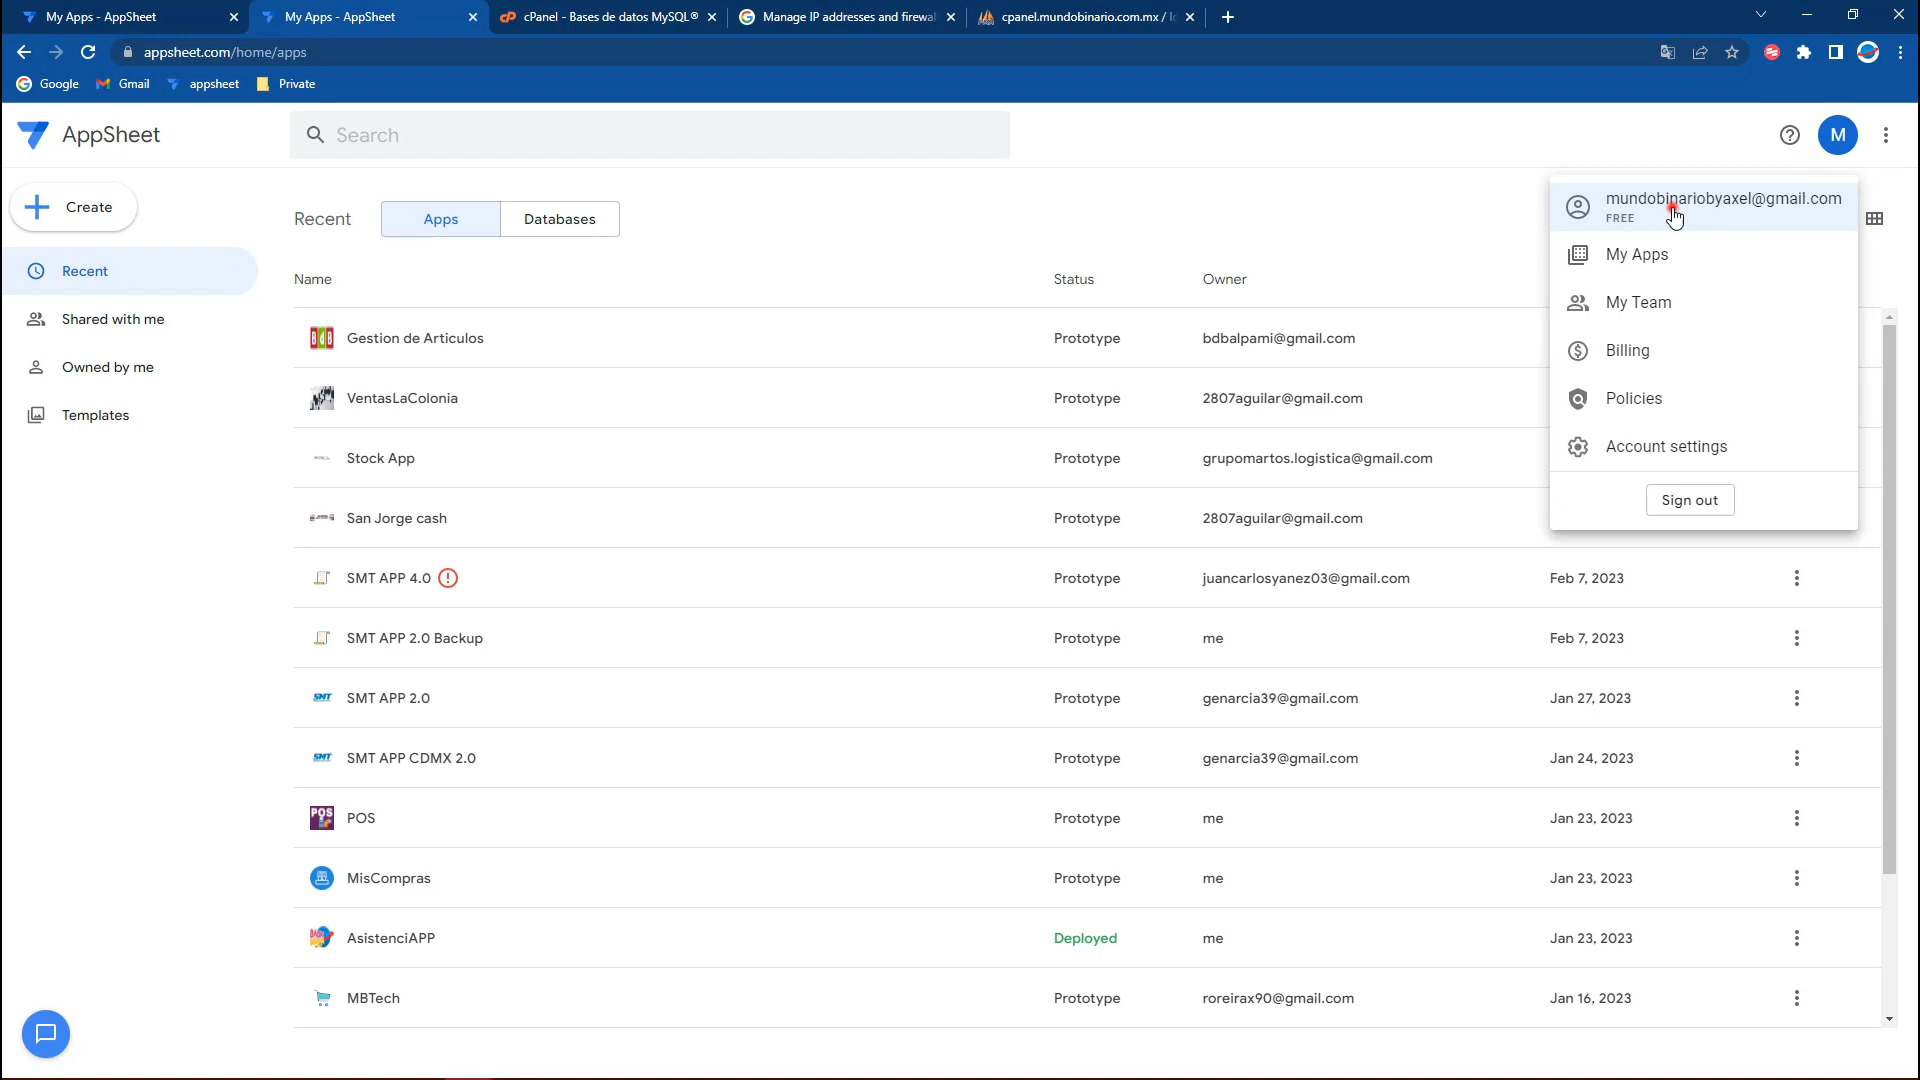 My Apps - AppSheet
My Apps - AppSheet
cPanel - Bases de datos MySQL®
Manage IP addresses and firewal
cpanel.mundobinario.com.mx / lo
appsheet.com/home/apps
Google
Gmail
appsheet
Private
AppSheet
Search
M
Create
Recent
Shared with me
Owned by me
Templates
Recent
Apps
Databases
mundobinariobyaxel@gmail.com
FREE
My Apps
My Team
Billing
Policies
Account settings
Sign out
Name Status Owner
Gestion de Articulos Prototype bdbalpami@gmail.com
VentasLaColonia Prototype 2807aguilar@gmail.com
Stock App Prototype grupomartos.logistica@gmail.com
San Jorge cash Prototype 2807aguilar@gmail.com
SMT APP 4.0 Prototype juancarlosyanez03@gmail.com Feb 7, 2023
SMT APP 2.0 Backup Prototype me Feb 7, 2023
SMT SMT APP 2.0 Prototype genarcia39@gmail.com Jan 27, 2023
SMT SMT APP CDMX 2.0 Prototype genarcia39@gmail.com Jan 24, 2023
POS POS Prototype me Jan 23, 2023
MisCompras Prototype me Jan 23, 2023
AsistenciAPP Deployed me Jan 23, 2023
MBTech Prototype roreirax90@gmail.com Jan 16, 2023